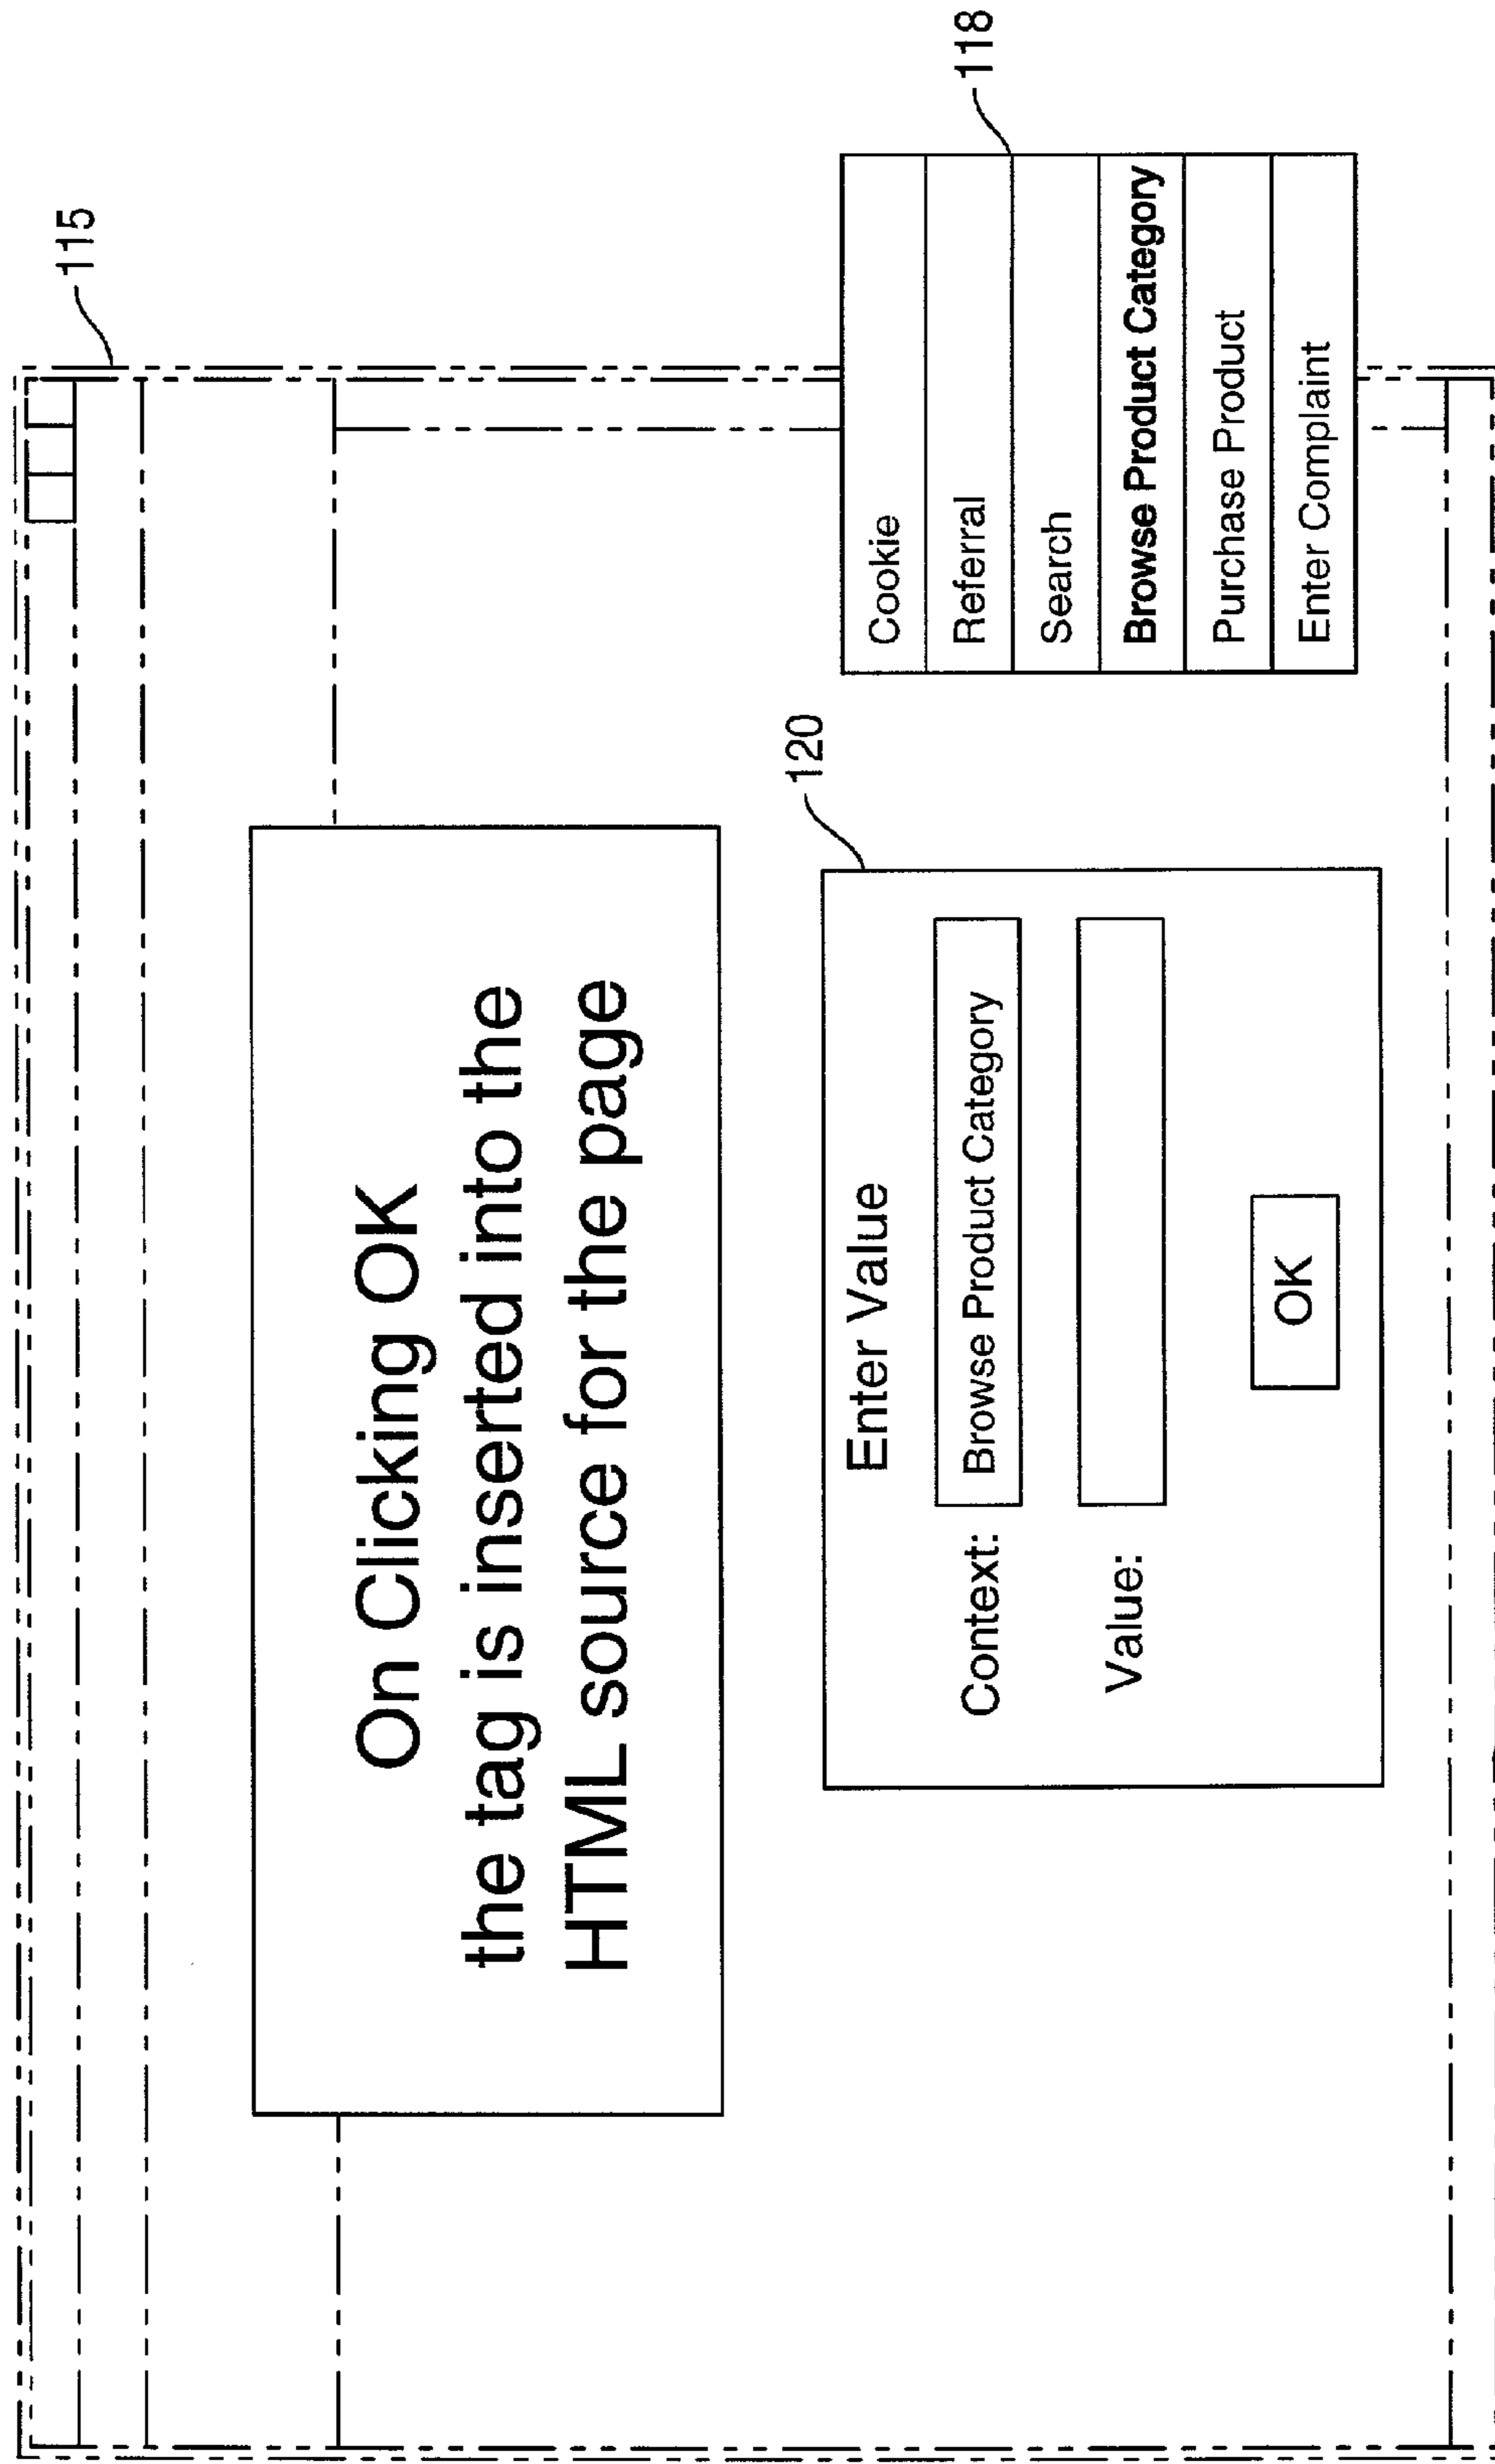 115
On Clicking OK
the tag is inserted into the
HTML source for the page
120
Enter Value
Context: Browse Product Category
Value:
OK
118
Cookie
Referral
Search
Browse Product Category
Purchase Product
Enter Complaint